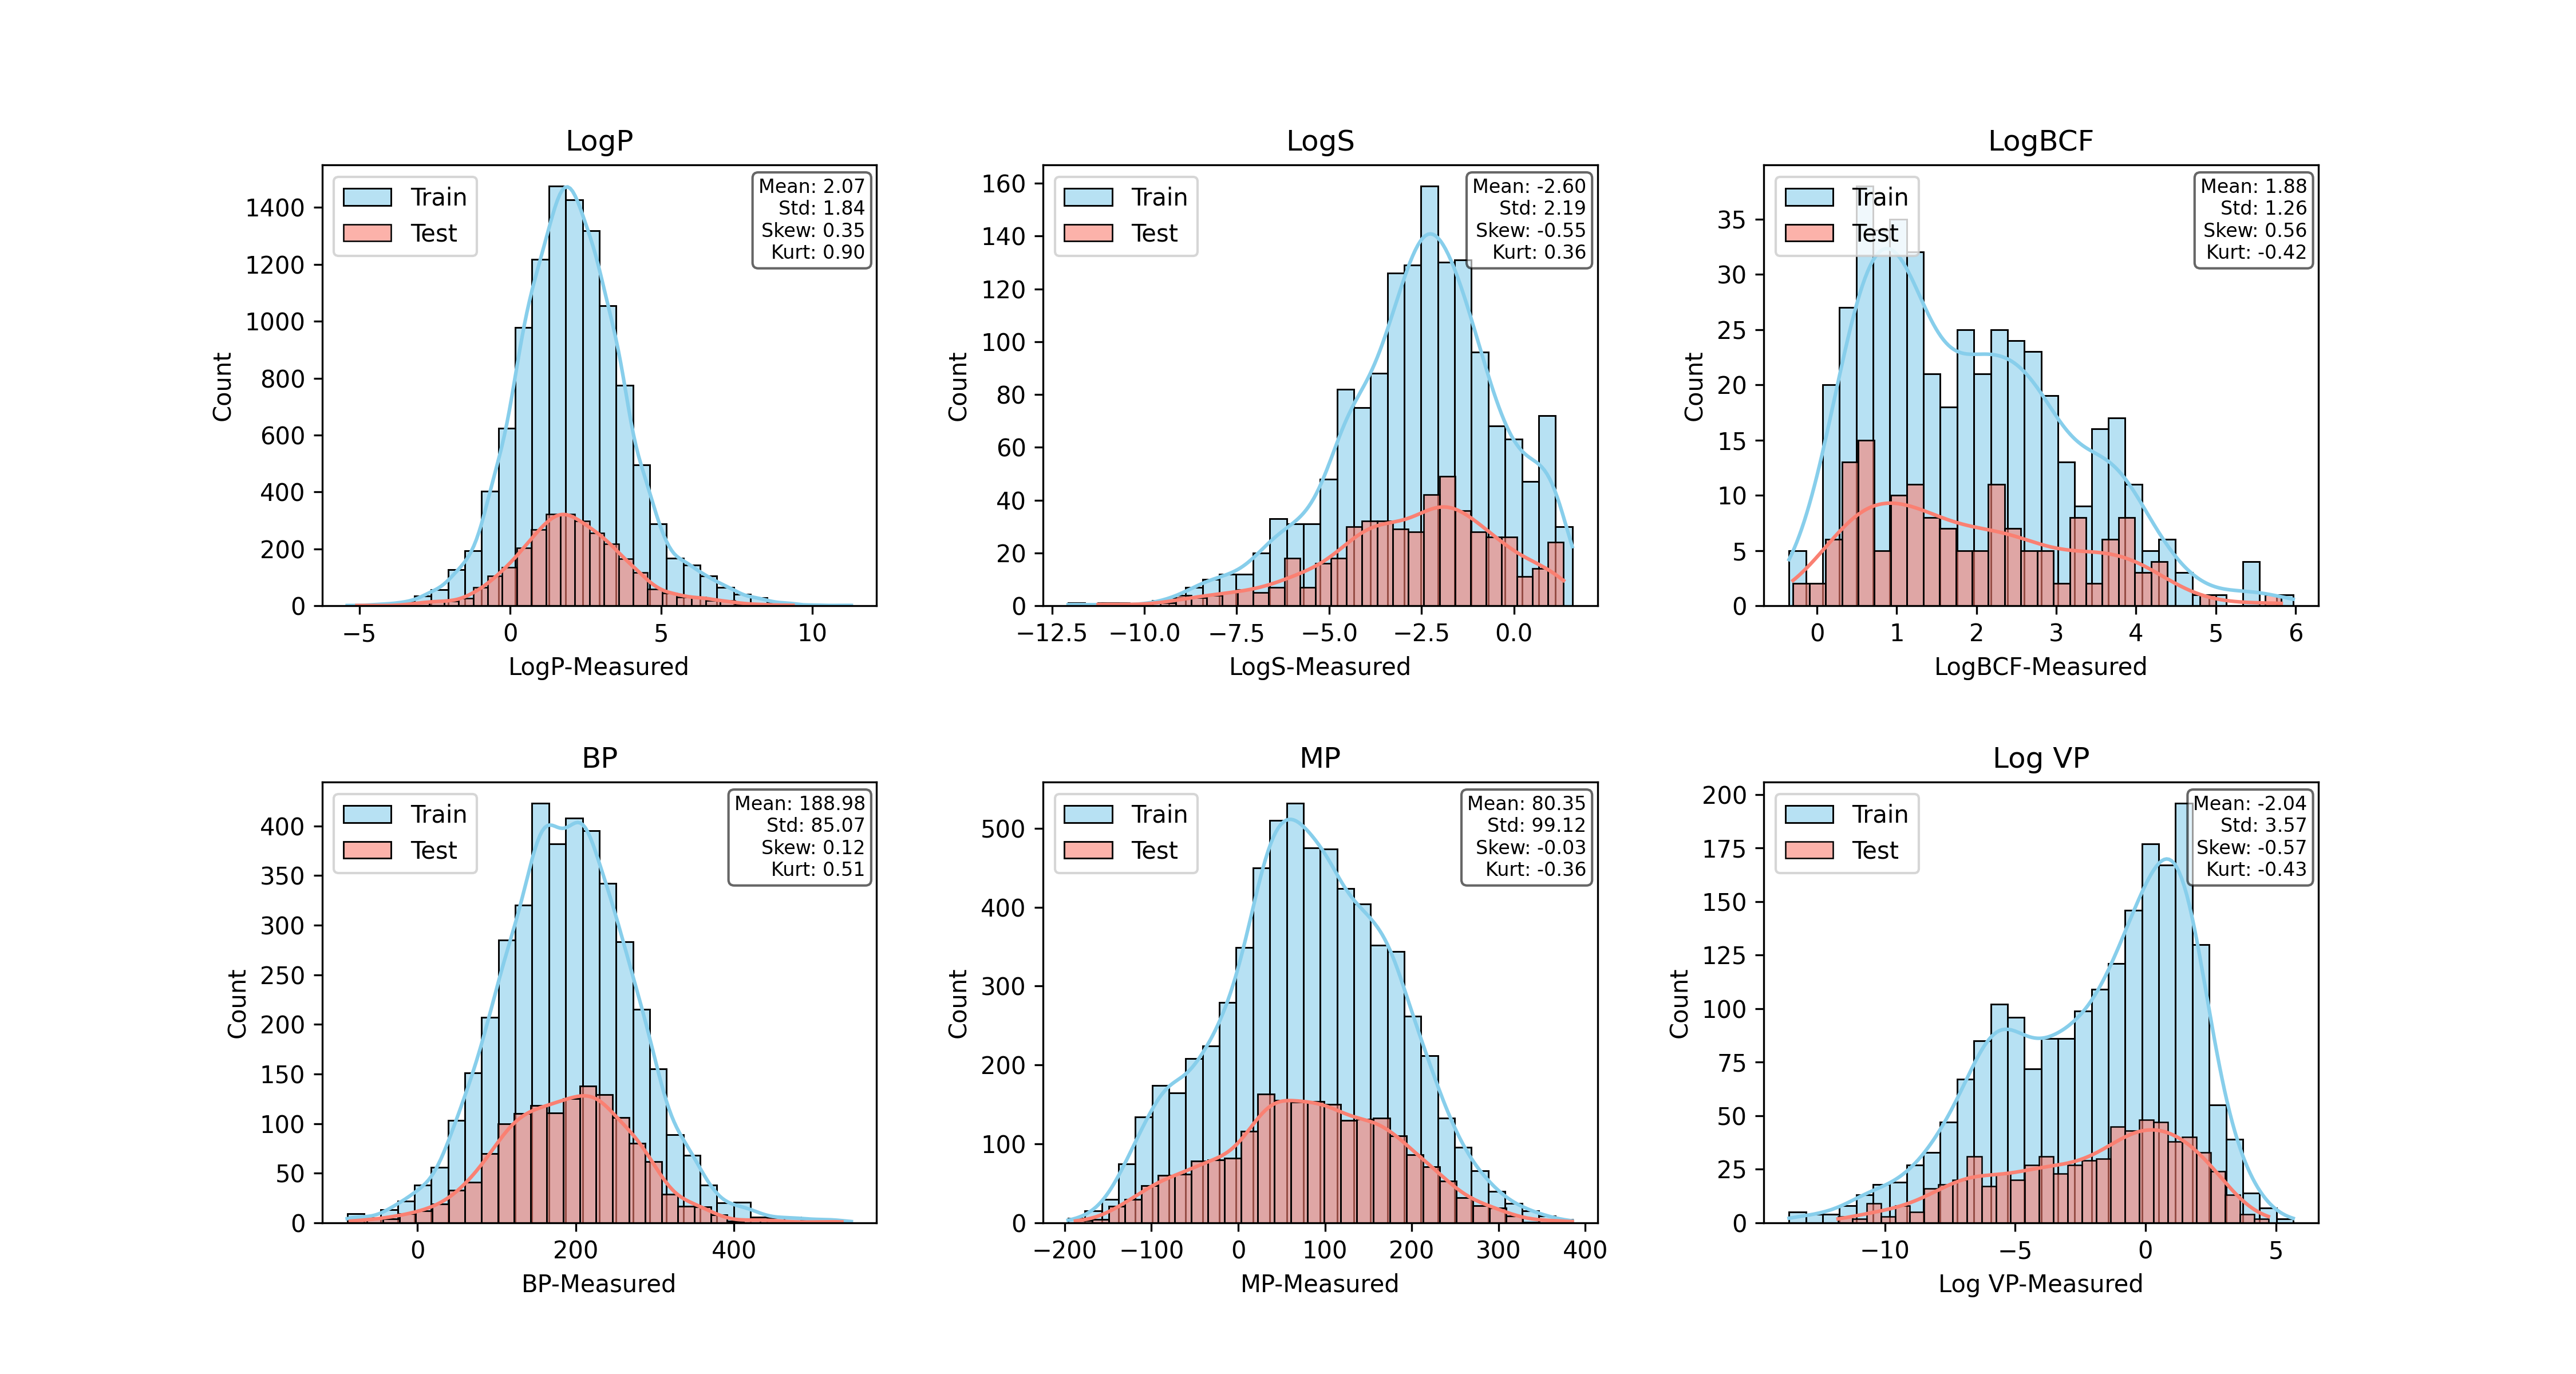 LogP
Train
Test
Mean: 2.07
Std: 1.84
Skew: 0.35
Kurt: 0.90
Count
1400
1200
1000
800
600
400
200
0
−5 0 5 10
LogP-Measured
LogS
Train
Test
Mean: -2.60
Std: 2.19
Skew: -0.55
Kurt: 0.36
Count
160
140
120
100
80
60
40
20
0
−12.5 −10.0 −7.5 −5.0 −2.5 0.0
LogS-Measured
LogBCF
Train
Test
Mean: 1.88
Std: 1.26
Skew: 0.56
Kurt: -0.42
Count
35
30
25
20
15
10
5
0
0 1 2 3 4 5 6
LogBCF-Measured
BP
Train
Test
Mean: 188.98
Std: 85.07
Skew: 0.12
Kurt: 0.51
Count
400
350
300
250
200
150
100
50
0
0 200 400
BP-Measured
MP
Train
Test
Mean: 80.35
Std: 99.12
Skew: -0.03
Kurt: -0.36
Count
500
400
300
200
100
0
−200 −100 0 100 200 300 400
MP-Measured
Log VP
Train
Test
Mean: -2.04
Std: 3.57
Skew: -0.57
Kurt: -0.43
Count
200
175
150
125
100
75
50
25
0
−10 −5 0 5
Log VP-Measured